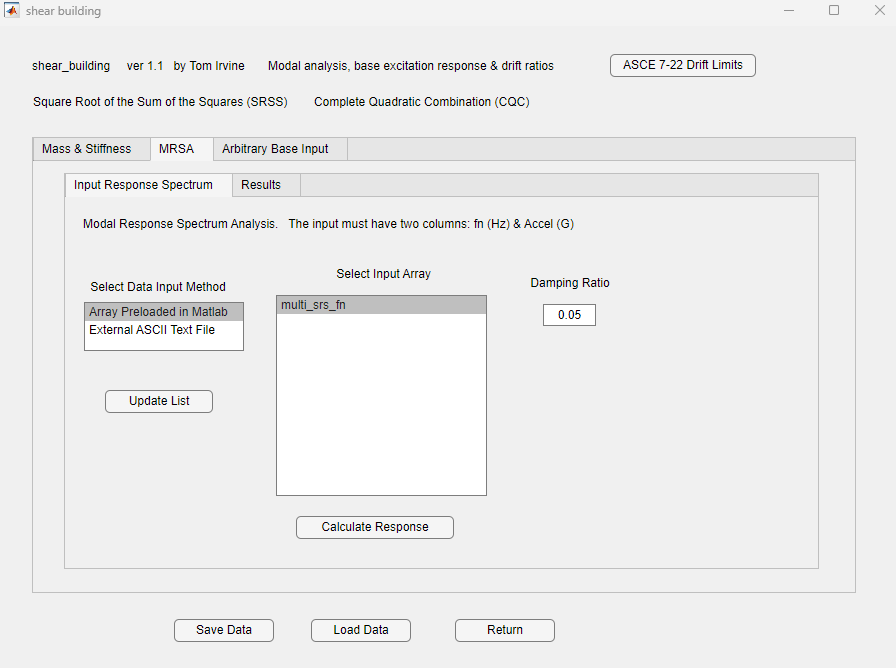 shear building
shear_building ver 1.1 by Tom Irvine Modal analysis, base excitation response & drift ratios ASCE 7-22 Drift Limits
Square Root of the Sum of the Squares (SRSS) Complete Quadratic Combination (CQC)
Mass & Stiffness MRSA Arbitrary Base Input
Input Response Spectrum Results
Modal Response Spectrum Analysis. The input must have two columns: fn (Hz) & Accel (G)
Select Data Input Method
Array Preloaded in Matlab
External ASCII Text File
Update List
Select Input Array
multi_srs_fn
Calculate Response
Damping Ratio
0.05
Save Data Load Data Return